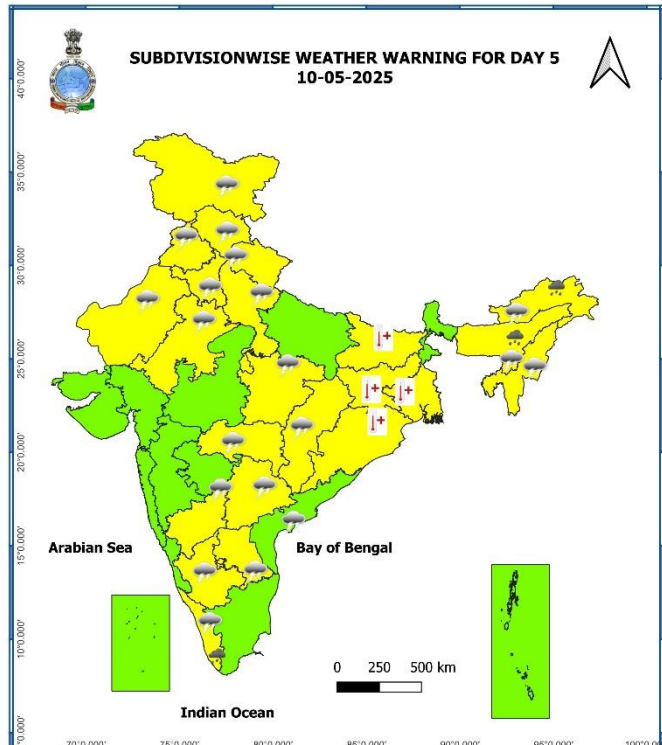 SUBDIVISIONWISE WEATHER WARNING FOR DAY 5
10-05-2025
40°0.000'
35°0.000'
30°0.000'
25°0.000'
20°0.000'
15°0.000'
10°0.000'
°0.000'
Arabian Sea
Bay of Bengal
0 250 500 km
Indian Ocean
70°0.000' 75°0.000' 80°0.000' 85°0.000' 90°0.000' 95°0.000' 100°0.0